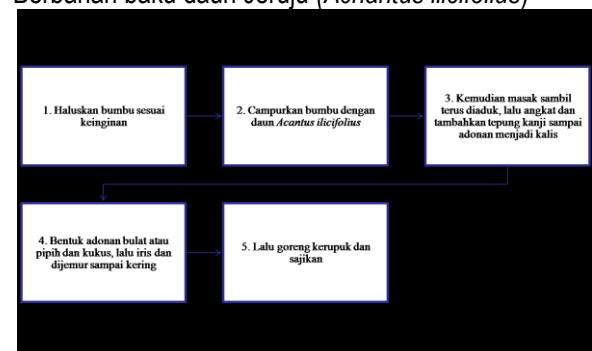 Berbahan baku daun Jeruju (Acantus ilicifolius)
1. Haluskan bumbu sesuai
keinginan
2. Campurkan bumbu dengan
daun Acantus ilicifolius
3. Kemudian masak sambil
terus diaduk, lalu angkat dan
tambahkan tepung kanji sampai
adonan menjadi kalis
4. Bentuk adonan bulat atau
pipih dan kukus, lalu iris dan
dijemur sampai kering
5. Lalu goreng kerupuk dan
sajikan